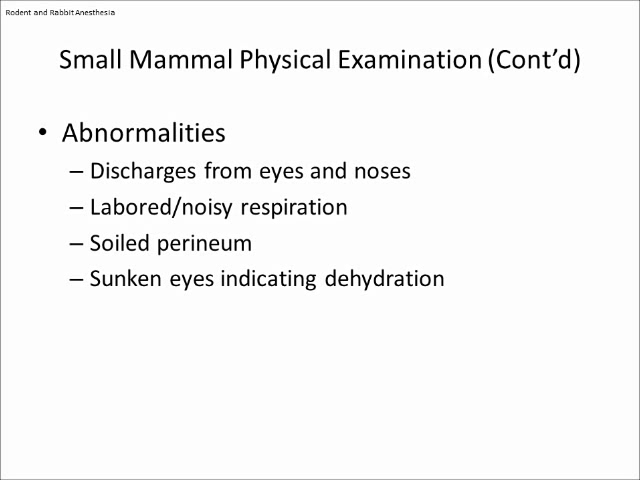 Rodent and Rabbit Anesthesia
Small Mammal Physical Examination (Cont’d)
• Abnormalities
– Discharges from eyes and noses
– Labored/noisy respiration
– Soiled perineum
– Sunken eyes indicating dehydration